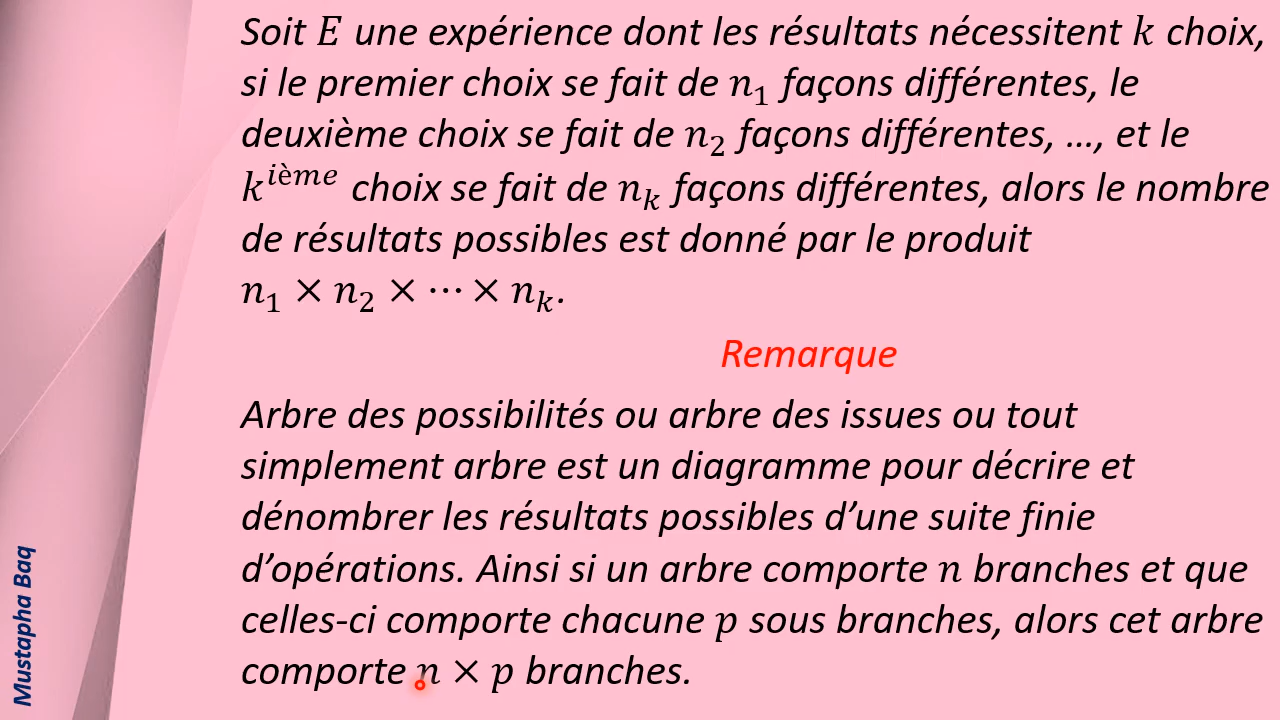 Soit E une expérience dont les résultats nécessitent k choix,
si le premier choix se fait de n₁ façons différentes, le
deuxième choix se fait de n₂ façons différentes, ..., et le
kⁱᵉ̀ᵐᵉ choix se fait de nₖ façons différentes, alors le nombre
de résultats possibles est donné par le produit
n₁ × n₂ × ⋯ × nₖ.
Remarque
Arbre des possibilités ou arbre des issues ou tout
simplement arbre est un diagramme pour décrire et
dénombrer les résultats possibles d’une suite finie
d’opérations. Ainsi si un arbre comporte n branches et que
celles-ci comporte chacune p sous branches, alors cet arbre
comporte n × p branches.
Mustapha Baq